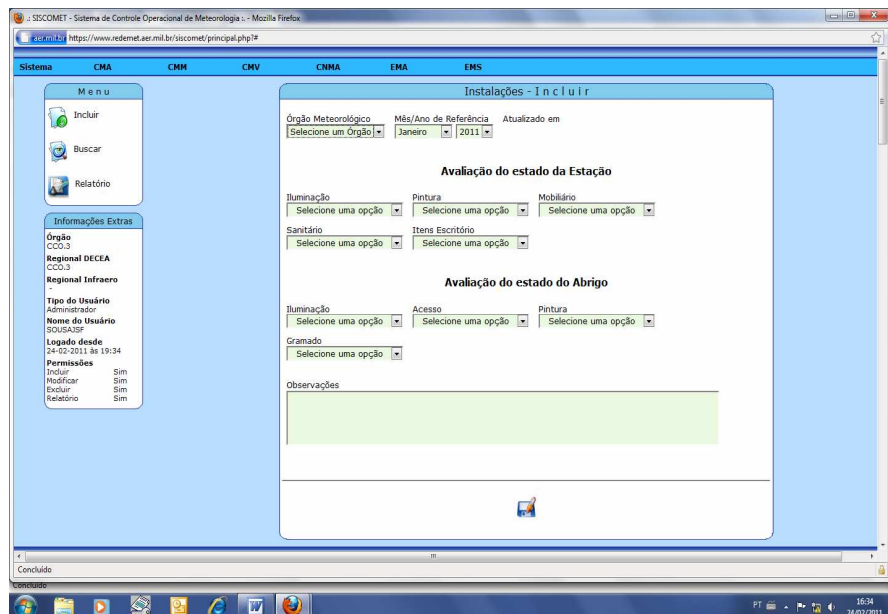 .: SISCOMET - Sistema de Controle Operacional de Meteorologia :. - Mozilla Firefox
aer.mil.br https://www.redemet.aer.mil.br/siscomet/principal.php?#
Sistema CMA CMM CMV CNMA EMA EMS
Menu
Incluir
Buscar
Relatório
Informações Extras
Órgão
CCO.3
Regional DECEA
CCO.3
Regional Infraero
-
Tipo do Usuário
Administrador
Nome do Usuário
SOUSAJSF
Logado desde
24-02-2011 às 19:34
Permissões
Incluir Sim
Modificar Sim
Excluir Sim
Relatório Sim
Instalações - Incluir
Órgão Meteorológico Mês/Ano de Referência Atualizado em
Selecione um Órgão Janeiro 2011
Avaliação do estado da Estação
Iluminação Pintura Mobiliário
Selecione uma opção Selecione uma opção Selecione uma opção
Sanitário Itens Escritório
Selecione uma opção Selecione uma opção
Avaliação do estado do Abrigo
Iluminação Acesso Pintura
Selecione uma opção Selecione uma opção Selecione uma opção
Gramado
Selecione uma opção
Observações
Concluído
Concluído
PT 16:34
24/02/2011